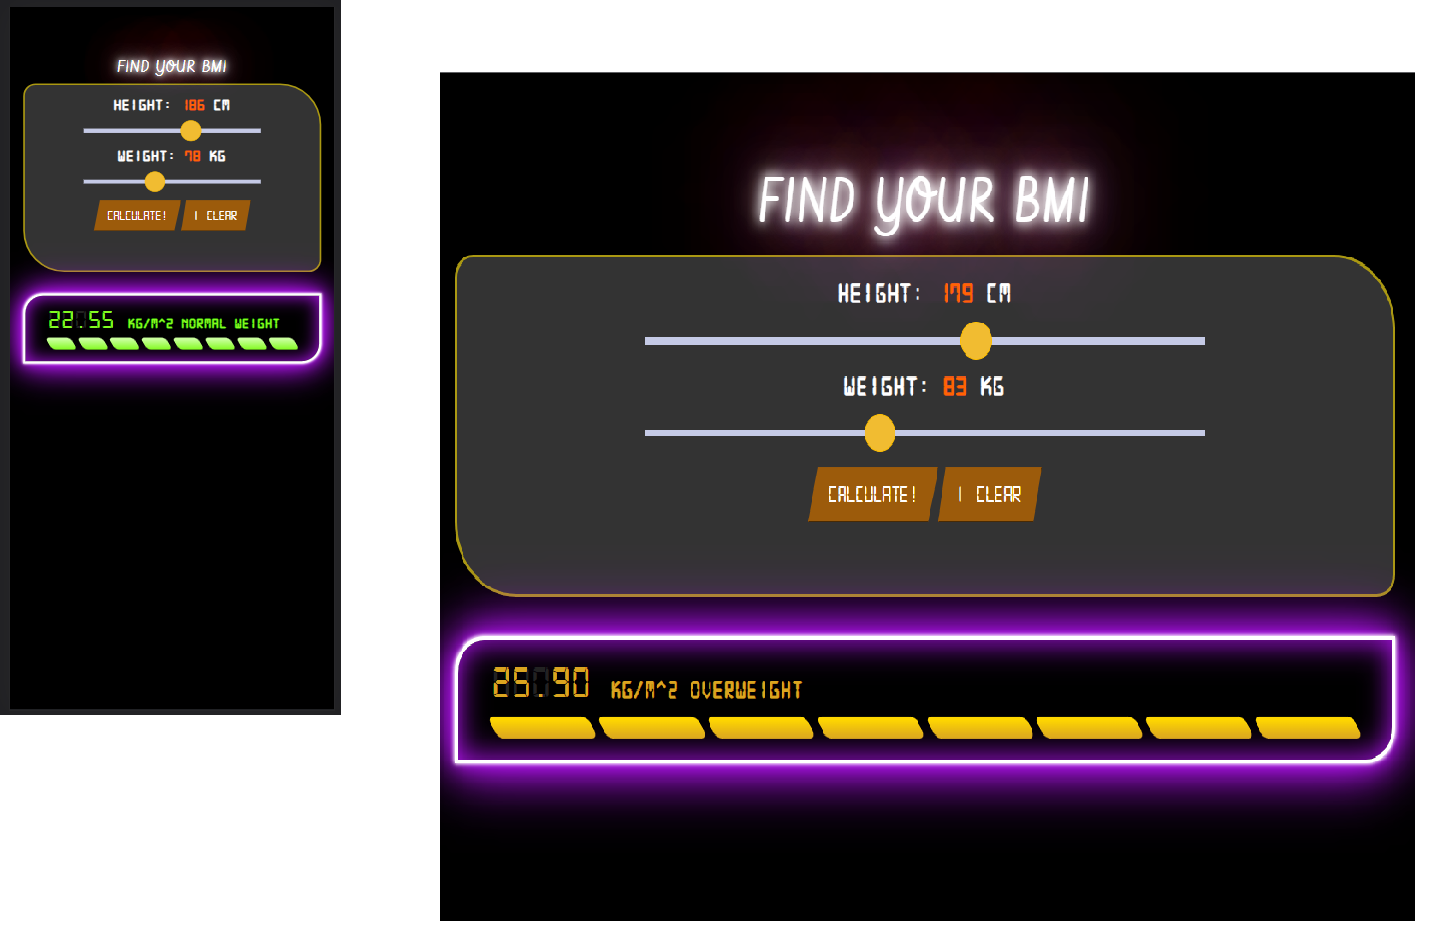 FIND YOUR BMI
HEIGHT: 186 CM
WEIGHT: 78 KG
CALCULATE! | CLEAR
22.55 KG/M^2 NORMAL WEIGHT
FIND YOUR BMI
HEIGHT: 179 CM
WEIGHT: 83 KG
CALCULATE! | CLEAR
25.90 KG/M^2 OVERWEIGHT